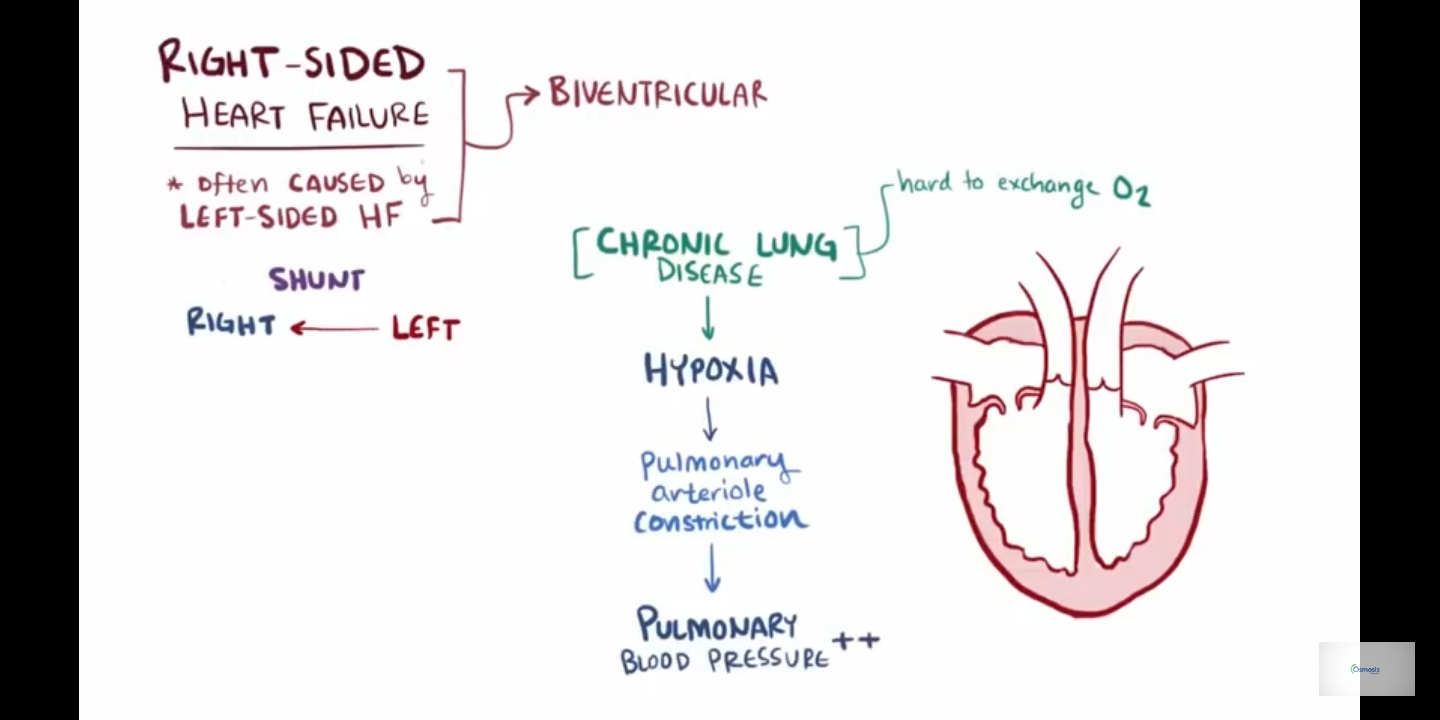 RIGHT-SIDED
HEART FAILURE
* Often CAUSED by
LEFT-SIDED HF
BIVENTRICULAR
SHUNT
RIGHT ← LEFT
hard to exchange O₂
[CHRONIC LUNG
DISEASE]
HYPOXIA
Pulmonary
arteriole
constriction
PULMONARY
BLOOD PRESSURE ++
Osmosis